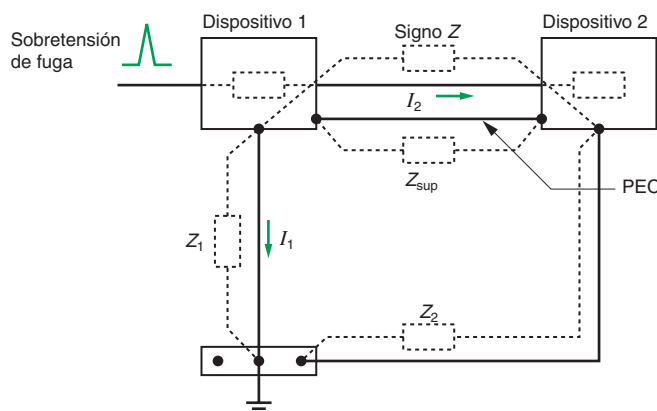 Dispositivo 1
Signo Z
Dispositivo 2
Sobretensión
de fuga
I2
Zsup
PEC
Z1
I1
Z2